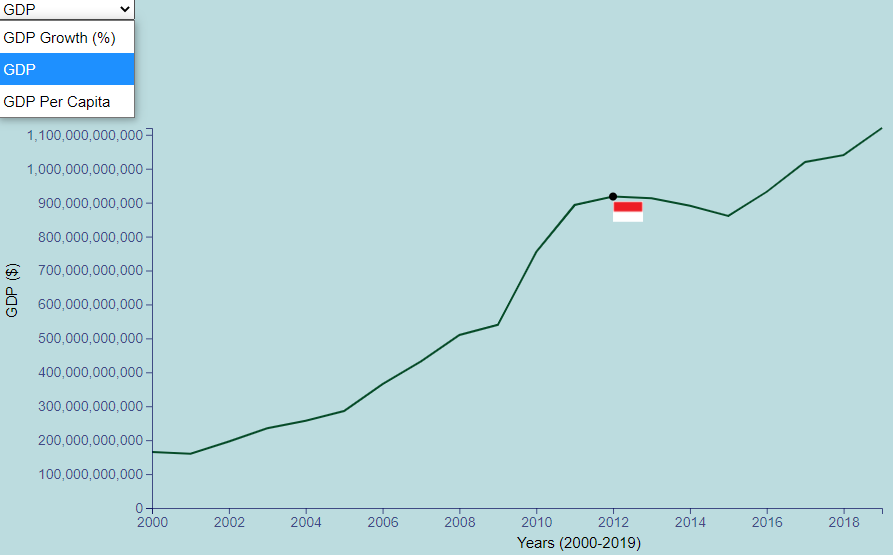 GDP
GDP Growth (%)
GDP
GDP Per Capita
1,100,000,000,000
1,000,000,000,000
900,000,000,000
800,000,000,000
700,000,000,000
600,000,000,000
500,000,000,000
400,000,000,000
300,000,000,000
200,000,000,000
100,000,000,000
0
GDP ($)
2000 2002 2004 2006 2008 2010 2012 2014 2016 2018
Years (2000-2019)